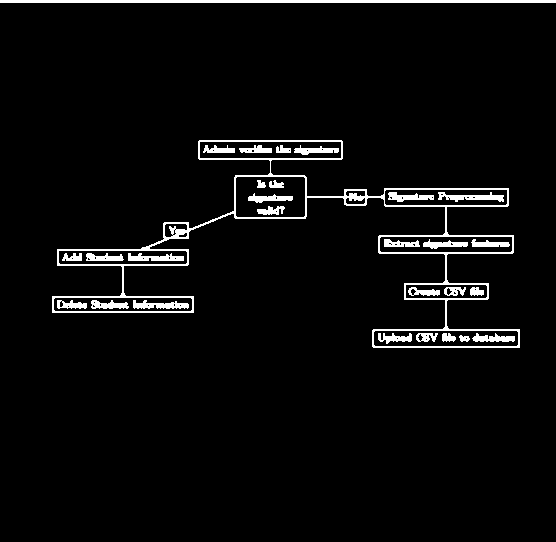 Admin verifies the signature
Is the
signature
valid?
No
Signature Preprocessing
Yes
Extract signature features
Add Student Information
Create CSV file
Delete Student Information
Upload CSV file to database